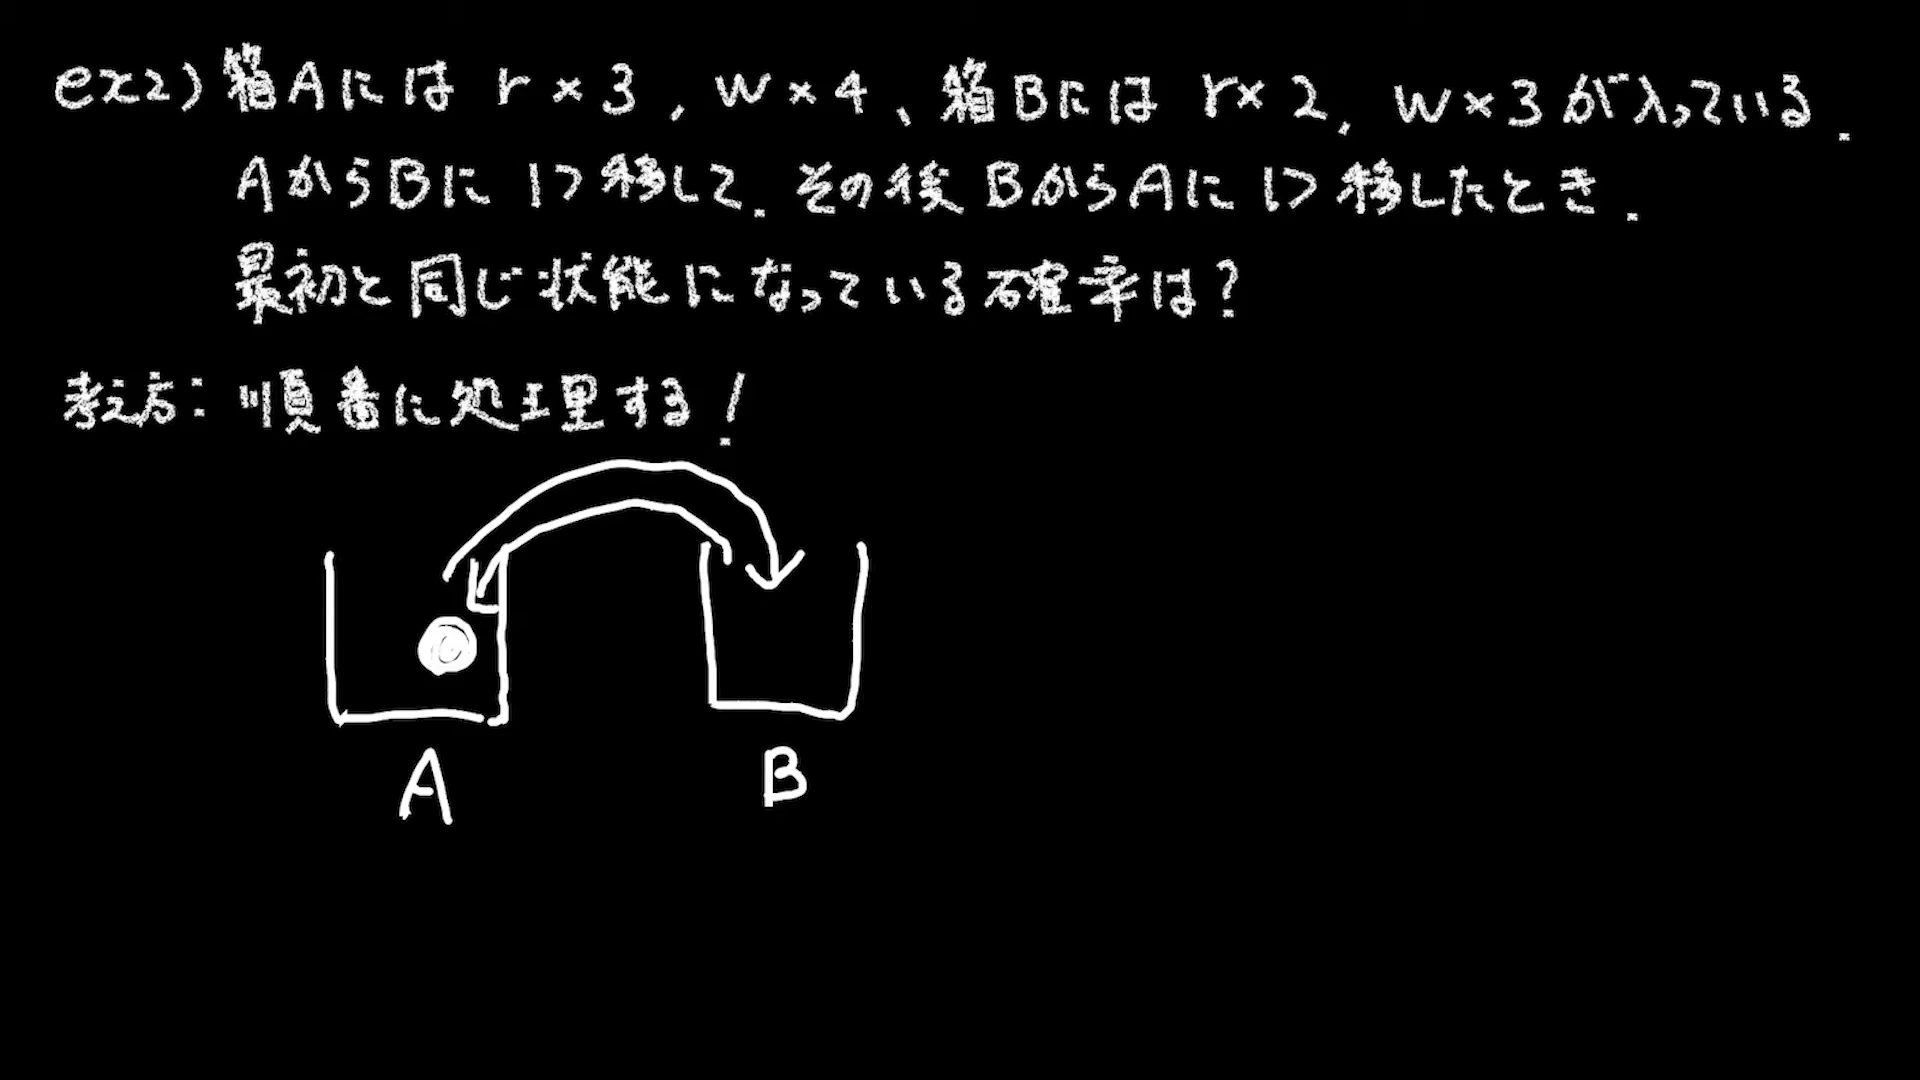 ex2) 箱Aには r×3, w×4、箱Bには r×2, w×3が入っている.
AからBに1つ移して. その後BからAに1つ移したとき.
最初と同じ状態になっている確率は?
考え方: 順番に処理する!
A B